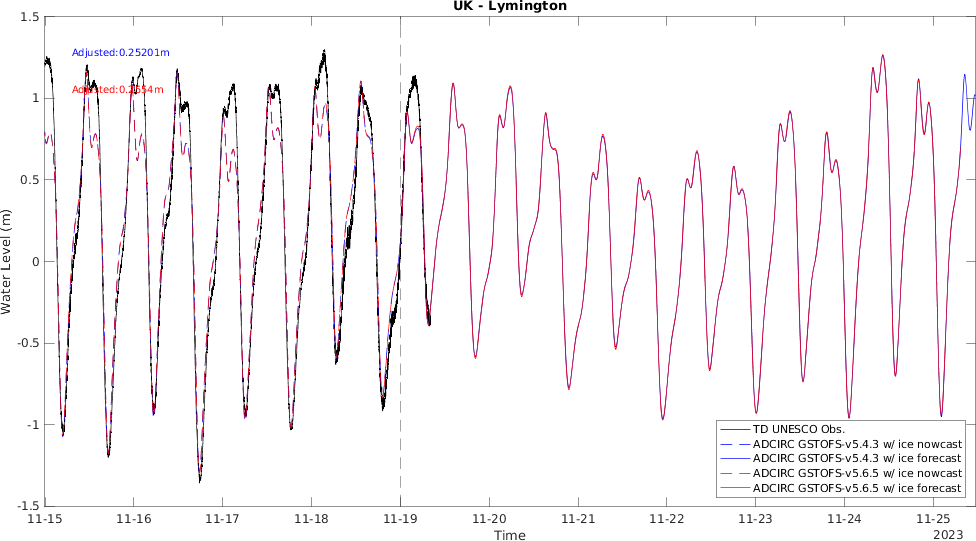 UK - Lymington
1.5
1
0.5
0
-0.5
-1
-1.5
Water Level (m)
Adjusted:0.25201m
TD UNESCO Obs.
ADCIRC GSTOFS-v5.4.3 w/ ice nowcast
ADCIRC GSTOFS-v5.4.3 w/ ice forecast
ADCIRC GSTOFS-v5.6.5 w/ ice nowcast
ADCIRC GSTOFS-v5.6.5 w/ ice forecast
11-15 11-16 11-17 11-18 11-19 11-20 11-21 11-22 11-23 11-24 11-25
Time
2023